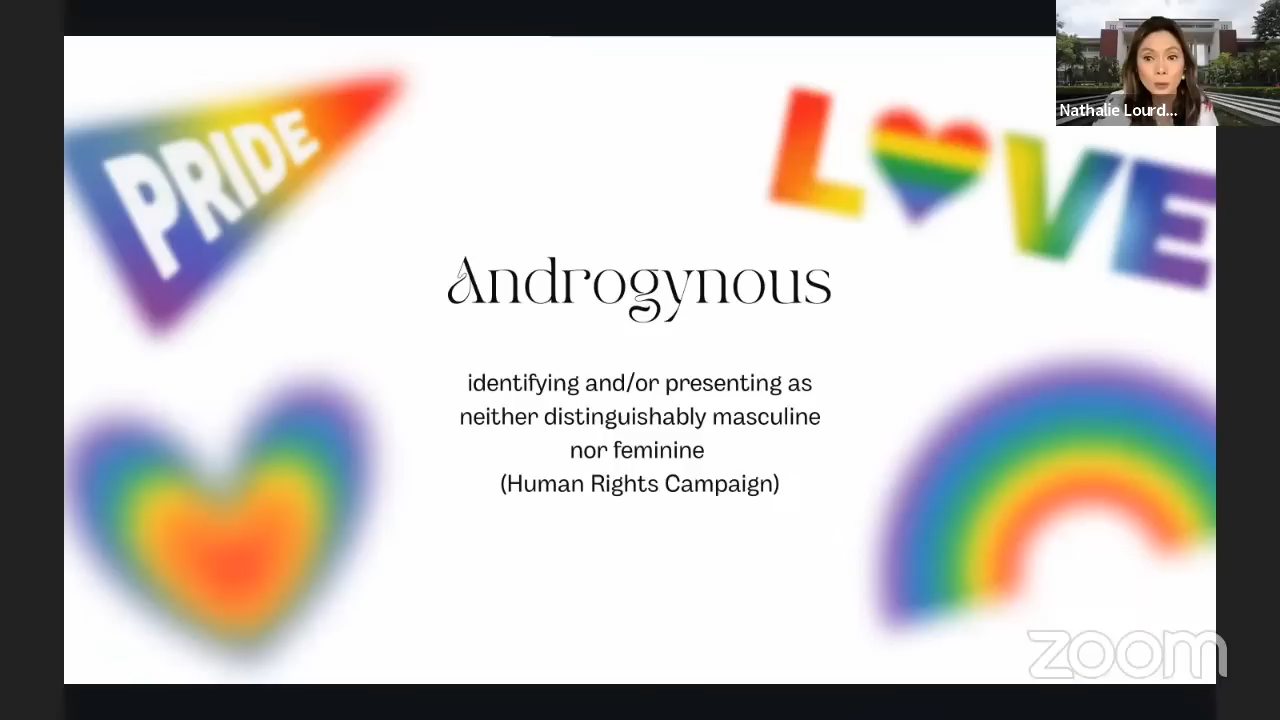 PRIDE
LOVE
Nathalie Lourd...
Androgynous
identifying and/or presenting as
neither distinguishably masculine
nor feminine
(Human Rights Campaign)
zoom